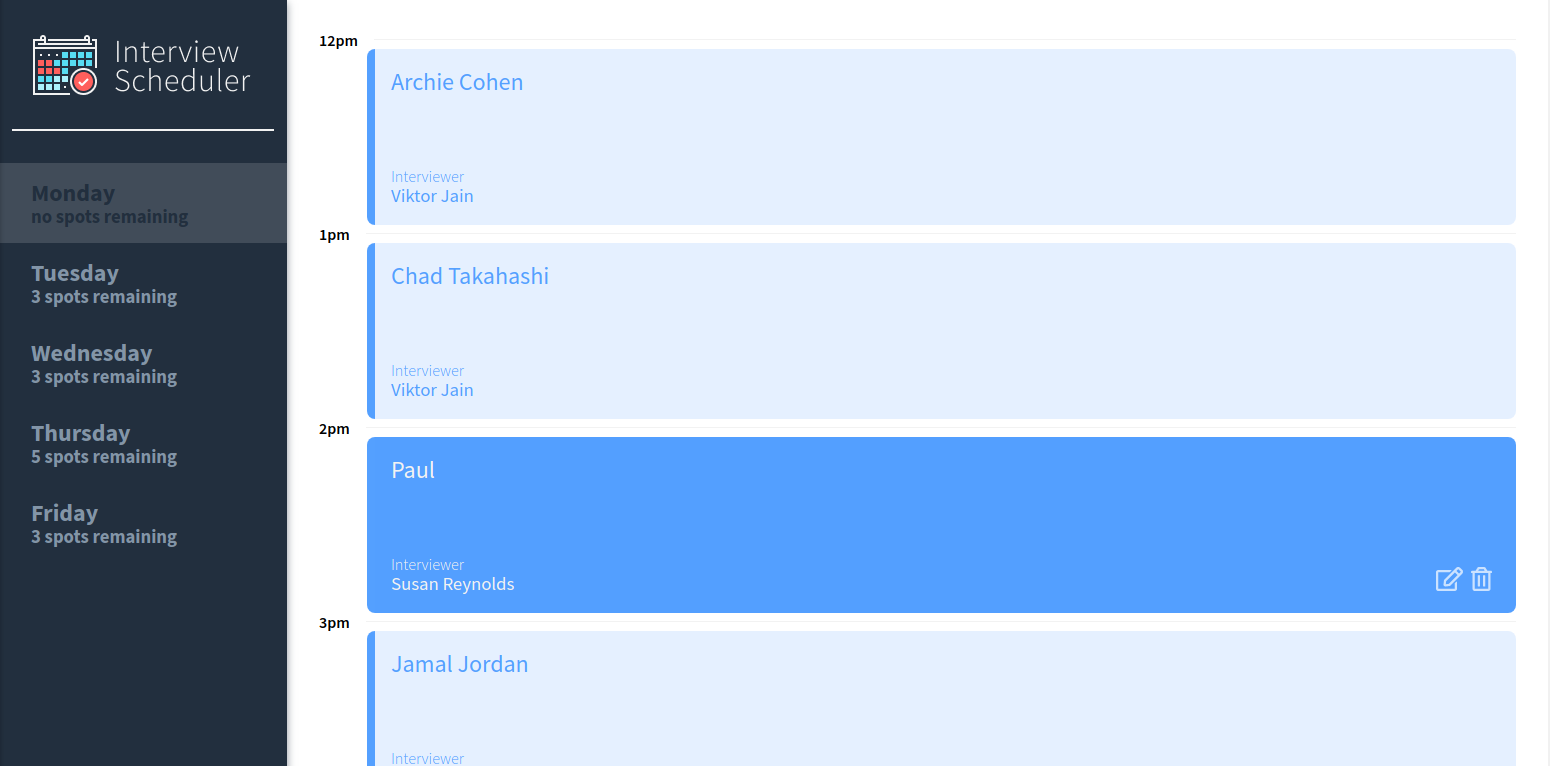 Interview
Scheduler
Monday
no spots remaining
Tuesday
3 spots remaining
Wednesday
3 spots remaining
Thursday
5 spots remaining
Friday
3 spots remaining
12pm
Archie Cohen
Interviewer
Viktor Jain
1pm
Chad Takahashi
Interviewer
Viktor Jain
2pm
Paul
Interviewer
Susan Reynolds
3pm
Jamal Jordan
Interviewer